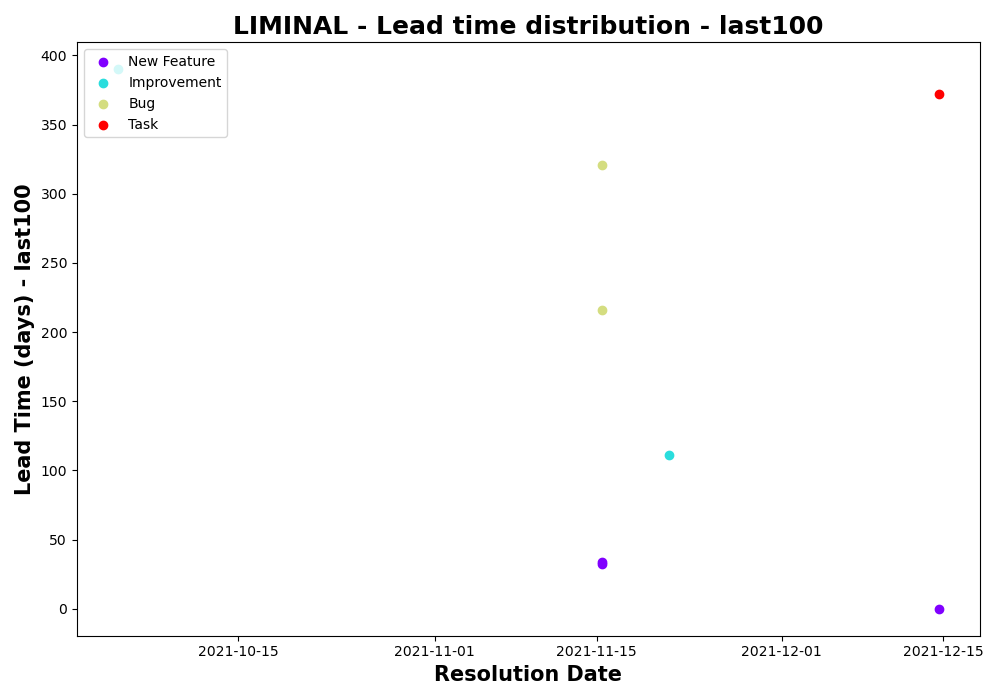 LIMINAL - Lead time distribution - last100
400
350
300
250
200
150
100
50
0
Lead Time (days) - last100
New Feature
Improvement
Bug
Task
2021-10-15
2021-11-01
2021-11-15
2021-12-01
2021-12-15
Resolution Date